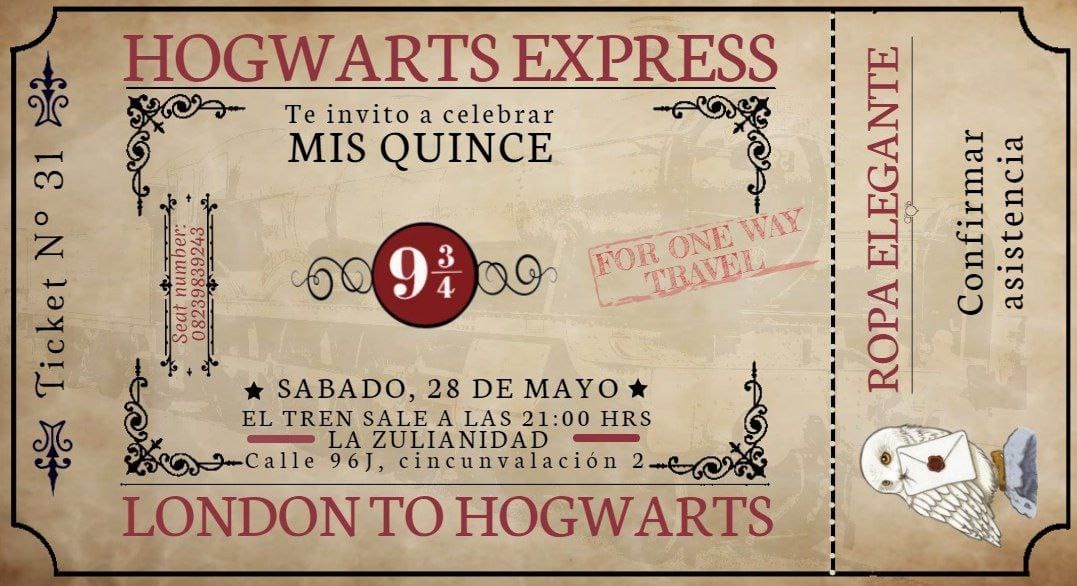 HOGWARTS EXPRESS
Te invito a celebrar
MIS QUINCE
Ticket Nº 31
Seat number:
08239839243
9 3/4
FOR ONE WAY
TRAVEL
SABADO, 28 DE MAYO
EL TREN SALE A LAS 21:00 HRS
LA ZULIANIDAD
Calle 96J, cincunvalación 2
LONDON TO HOGWARTS
ROPA ELEGANTE
Confirmar
asistencia